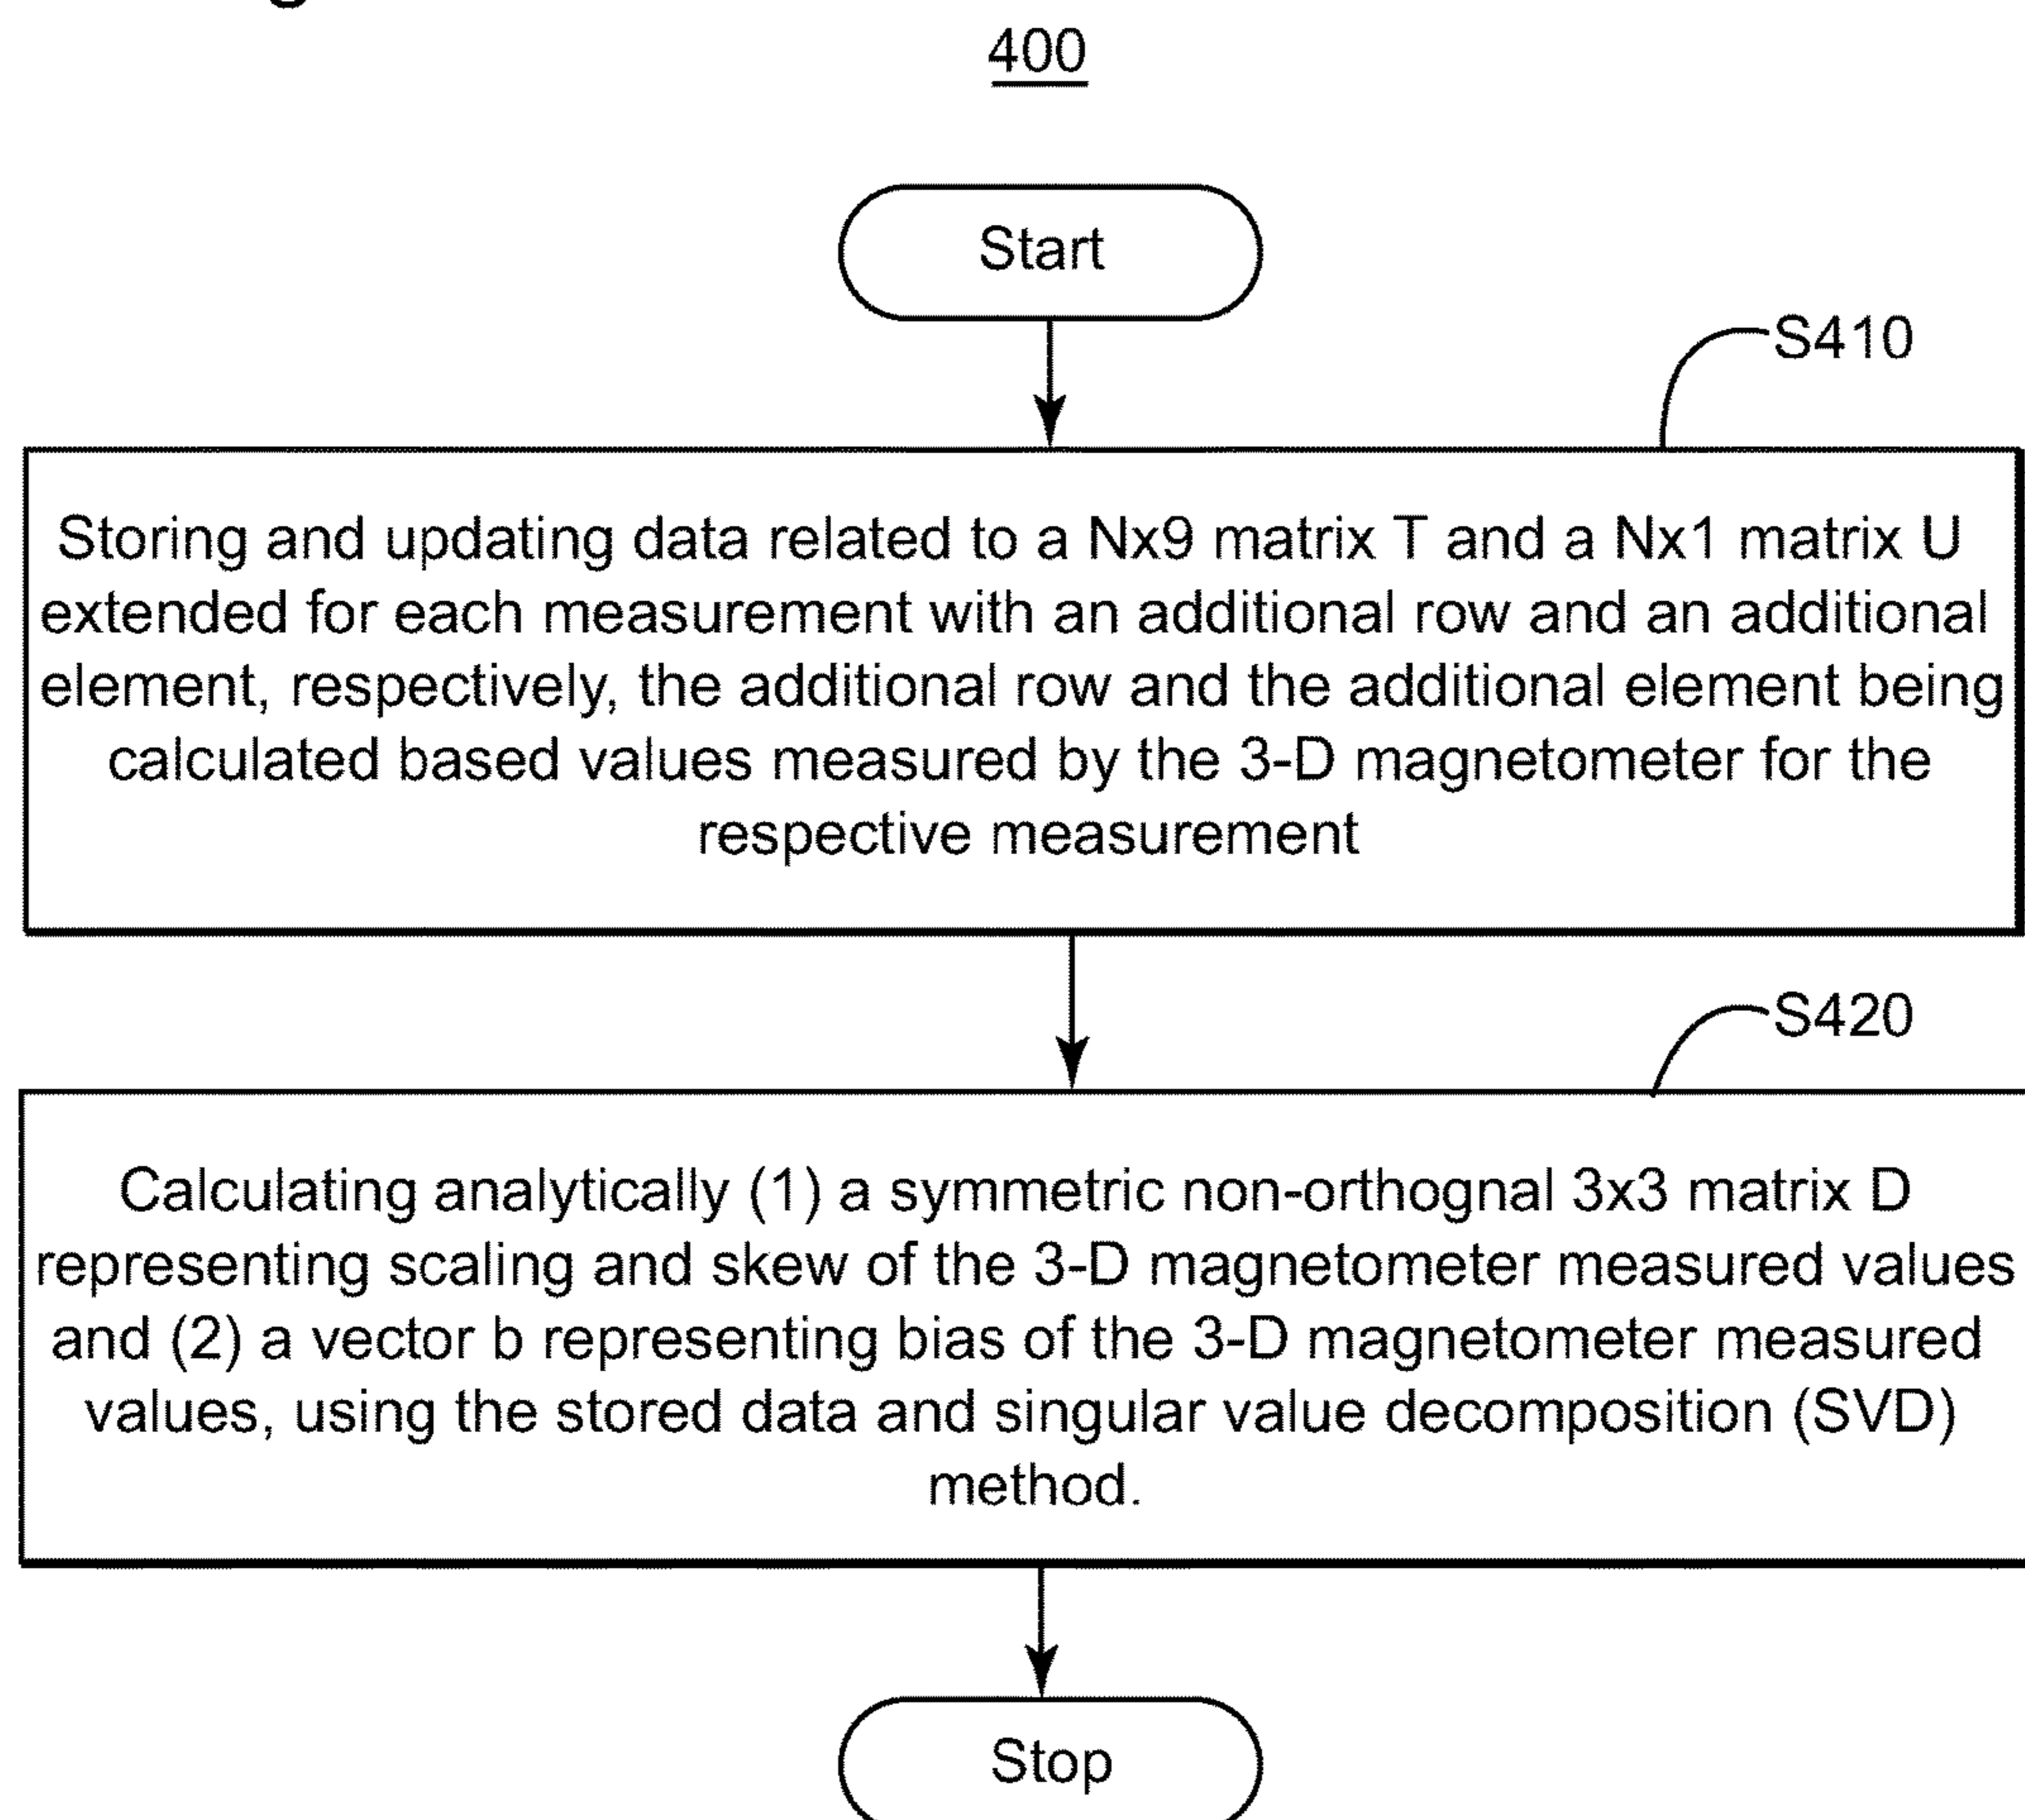 400
Start
S410
Storing and updating data related to a Nx9 matrix T and a Nx1 matrix U
extended for each measurement with an additional row and an additional
element, respectively, the additional row and the additional element being
calculated based values measured by the 3-D magnetometer for the
respective measurement
S420
Calculating analytically (1) a symmetric non-orthognal 3x3 matrix D
representing scaling and skew of the 3-D magnetometer measured values
and (2) a vector b representing bias of the 3-D magnetometer measured
values, using the stored data and singular value decomposition (SVD)
method.
Stop